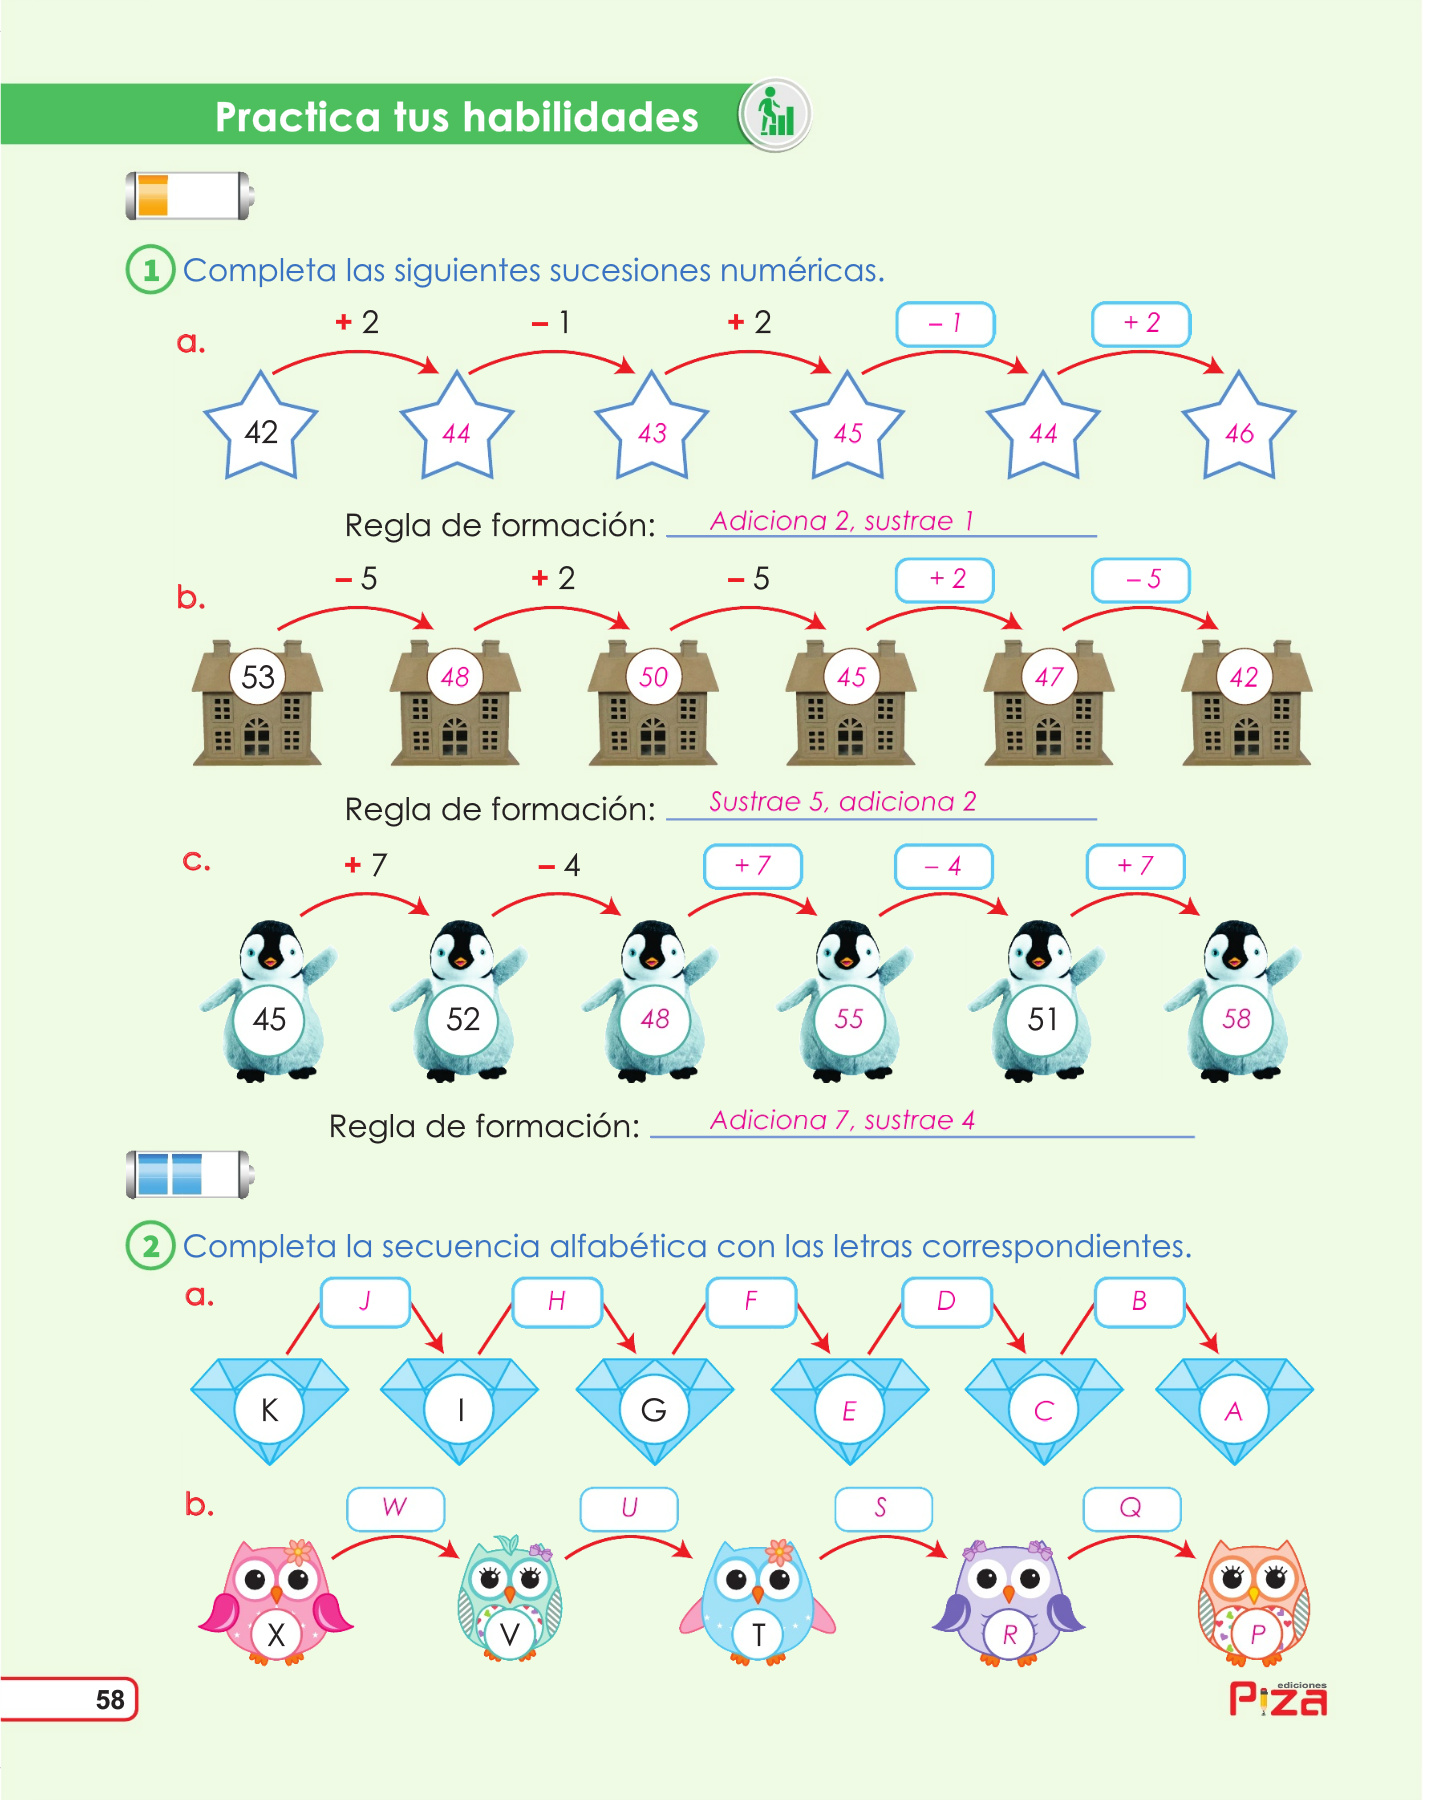 Practica tus habilidades
1 Completa las siguientes sucesiones numéricas.
a.
+ 2 – 1 + 2 – 1 + 2
42 44 43 45 44 46
Regla de formación: Adiciona 2, sustrae 1
b.
– 5 + 2 – 5 + 2 – 5
53 48 50 45 47 42
Regla de formación: Sustrae 5, adiciona 2
c.
+ 7 – 4 + 7 – 4 + 7
45 52 48 55 51 58
Regla de formación: Adiciona 7, sustrae 4
2 Completa la secuencia alfabética con las letras correspondientes.
a.
J H F D B
K I G E C A
b.
W U S Q
X V T R P
58
ediciones
Piza